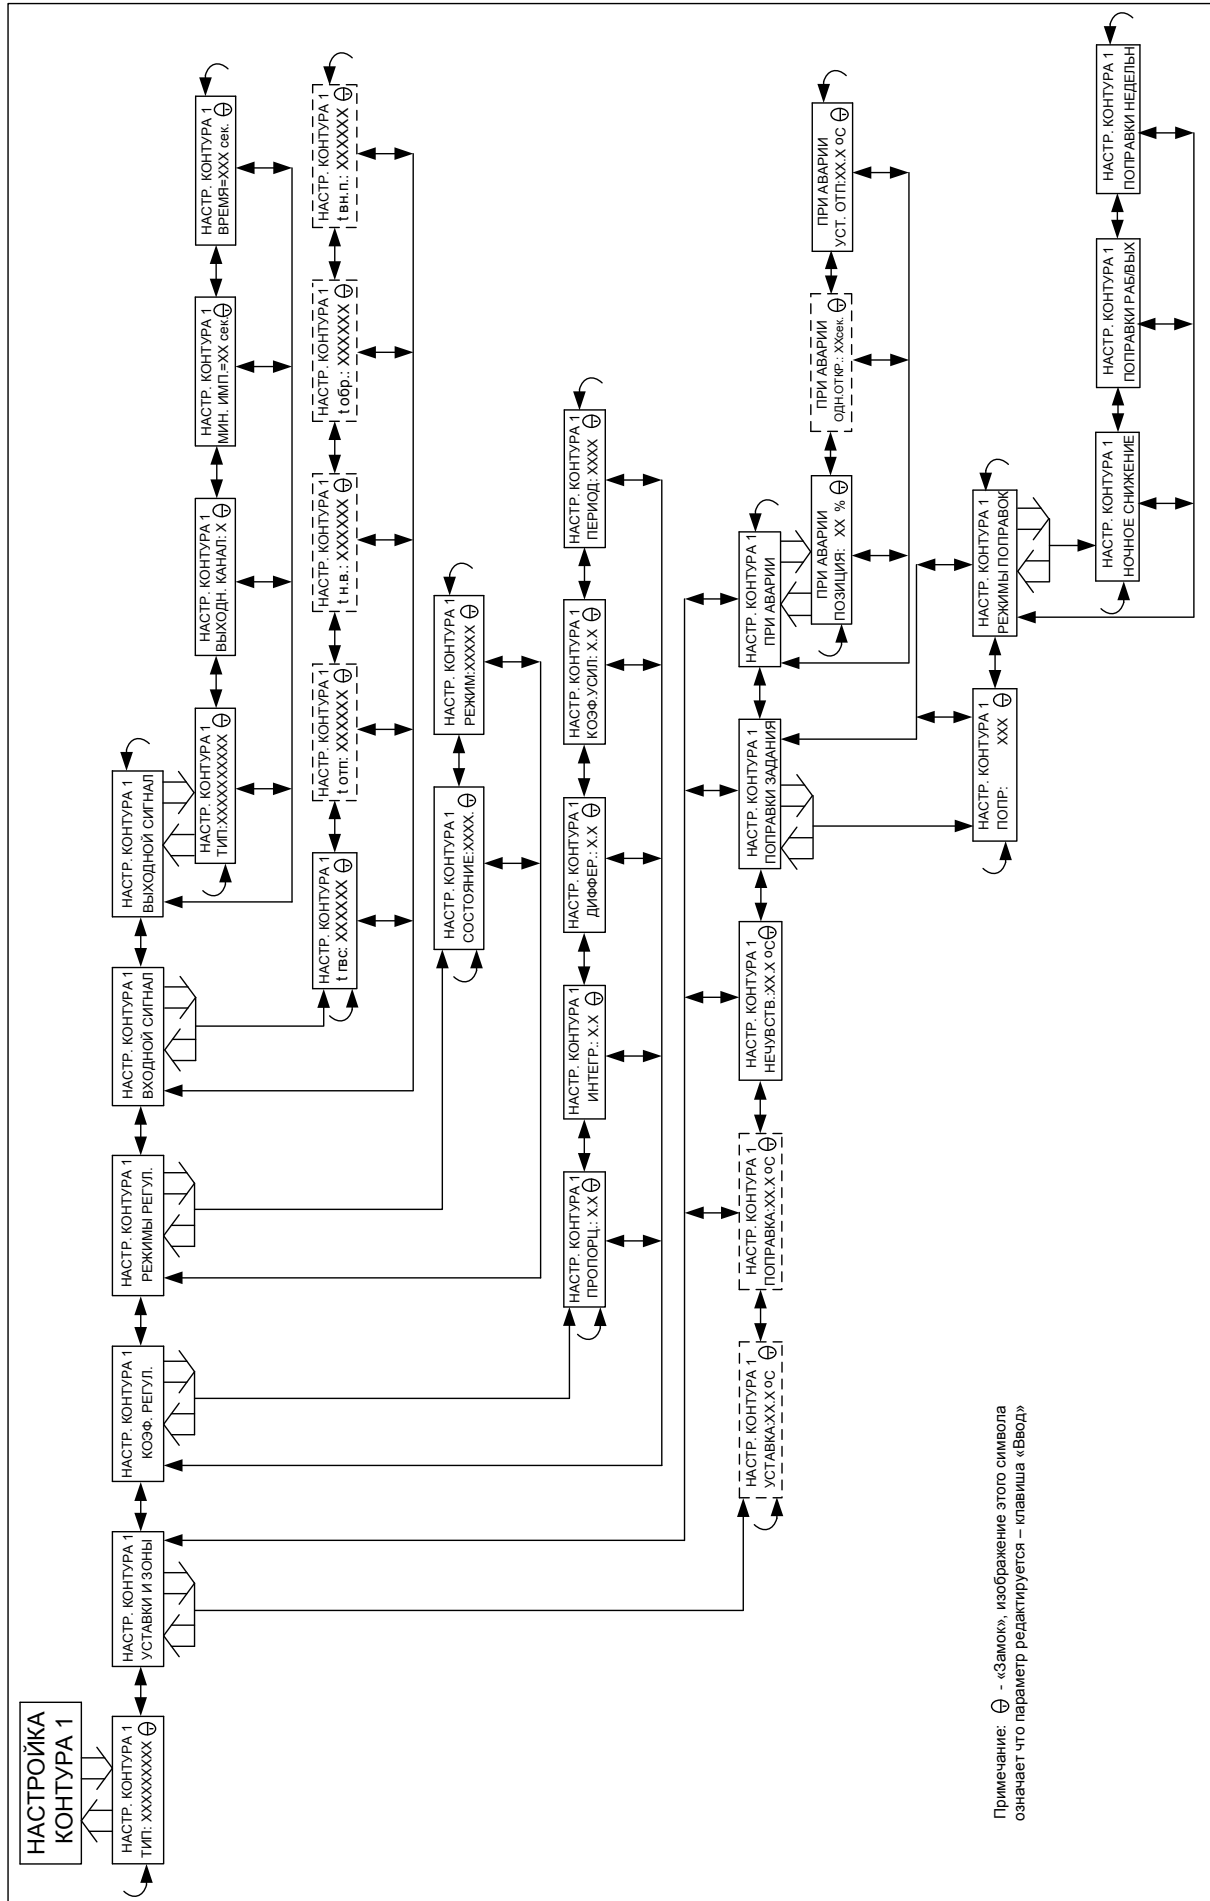 НАСТРОЙКА
КОНТУРА 1
НАСТР. КОНТУРА 1
ТИП: XXXXXXXXX
НАСТР. КОНТУРА 1
УСТАВКИ И ЗОНЫ
НАСТР. КОНТУРА 1
КОЭФ. РЕГУЛ.
НАСТР. КОНТУРА 1
РЕЖИМЫ РЕГУЛ.
НАСТР. КОНТУРА 1
ВХОДНОЙ СИГНАЛ
НАСТР. КОНТУРА 1
ВЫХОДНОЙ СИГНАЛ
НАСТР. КОНТУРА 1
ТИП:XXXXXXXXXX
НАСТР. КОНТУРА 1
ВЫХОДН. КАНАЛ: X
НАСТР. КОНТУРА 1
МИН. ИМП.=XX сек.
НАСТР. КОНТУРА 1
ВРЕМЯ=XXX сек.
НАСТР. КОНТУРА 1
t гвс: XXXXXX
НАСТР. КОНТУРА 1
t отп: XXXXXX
НАСТР. КОНТУРА 1
t н.в.: XXXXXX
НАСТР. КОНТУРА 1
t обр.: XXXXXX
НАСТР. КОНТУРА 1
t вн.п.: XXXXXX
НАСТР. КОНТУРА 1
СОСТОЯНИЕ:XXXX.
НАСТР. КОНТУРА 1
РЕЖИМ:XXXXX
НАСТР. КОНТУРА 1
ПРОПОРЦ.: X.X
НАСТР. КОНТУРА 1
ИНТЕГР.: X.X
НАСТР. КОНТУРА 1
ДИФФЕР.: X.X
НАСТР. КОНТУРА 1
КОЭФ.УСИЛ: X.X
НАСТР. КОНТУРА 1
ПЕРИОД: XXXX
НАСТР. КОНТУРА 1
УСТАВКА:XX.X ºC
НАСТР. КОНТУРА 1
ПОПРАВКА:XX.X ºC
НАСТР. КОНТУРА 1
НЕЧУВСТВ.:XX.X ºC
НАСТР. КОНТУРА 1
ПОПРАВКИ ЗАДАНИЯ
НАСТР. КОНТУРА 1
ПРИ АВАРИИ
ПРИ АВАРИИ
ПОЗИЦИЯ: XX %
ПРИ АВАРИИ
ОДН.ОТКР.: XXсек.
ПРИ АВАРИИ
УСТ. ОТП:XX.X ºC
НАСТР. КОНТУРА 1
ПОПР: XXX
НАСТР. КОНТУРА 1
РЕЖИМЫ ПОПРАВОК
НАСТР. КОНТУРА 1
НОЧНОЕ СНИЖЕНИЕ
НАСТР. КОНТУРА 1
ПОПРАВКИ РАБ/ВЫХ
НАСТР. КОНТУРА 1
ПОПРАВКИ НЕДЕЛЬН
Примечание: - «Замок», изображение этого символа
означает что параметр редактируется – клавиша «Ввод»